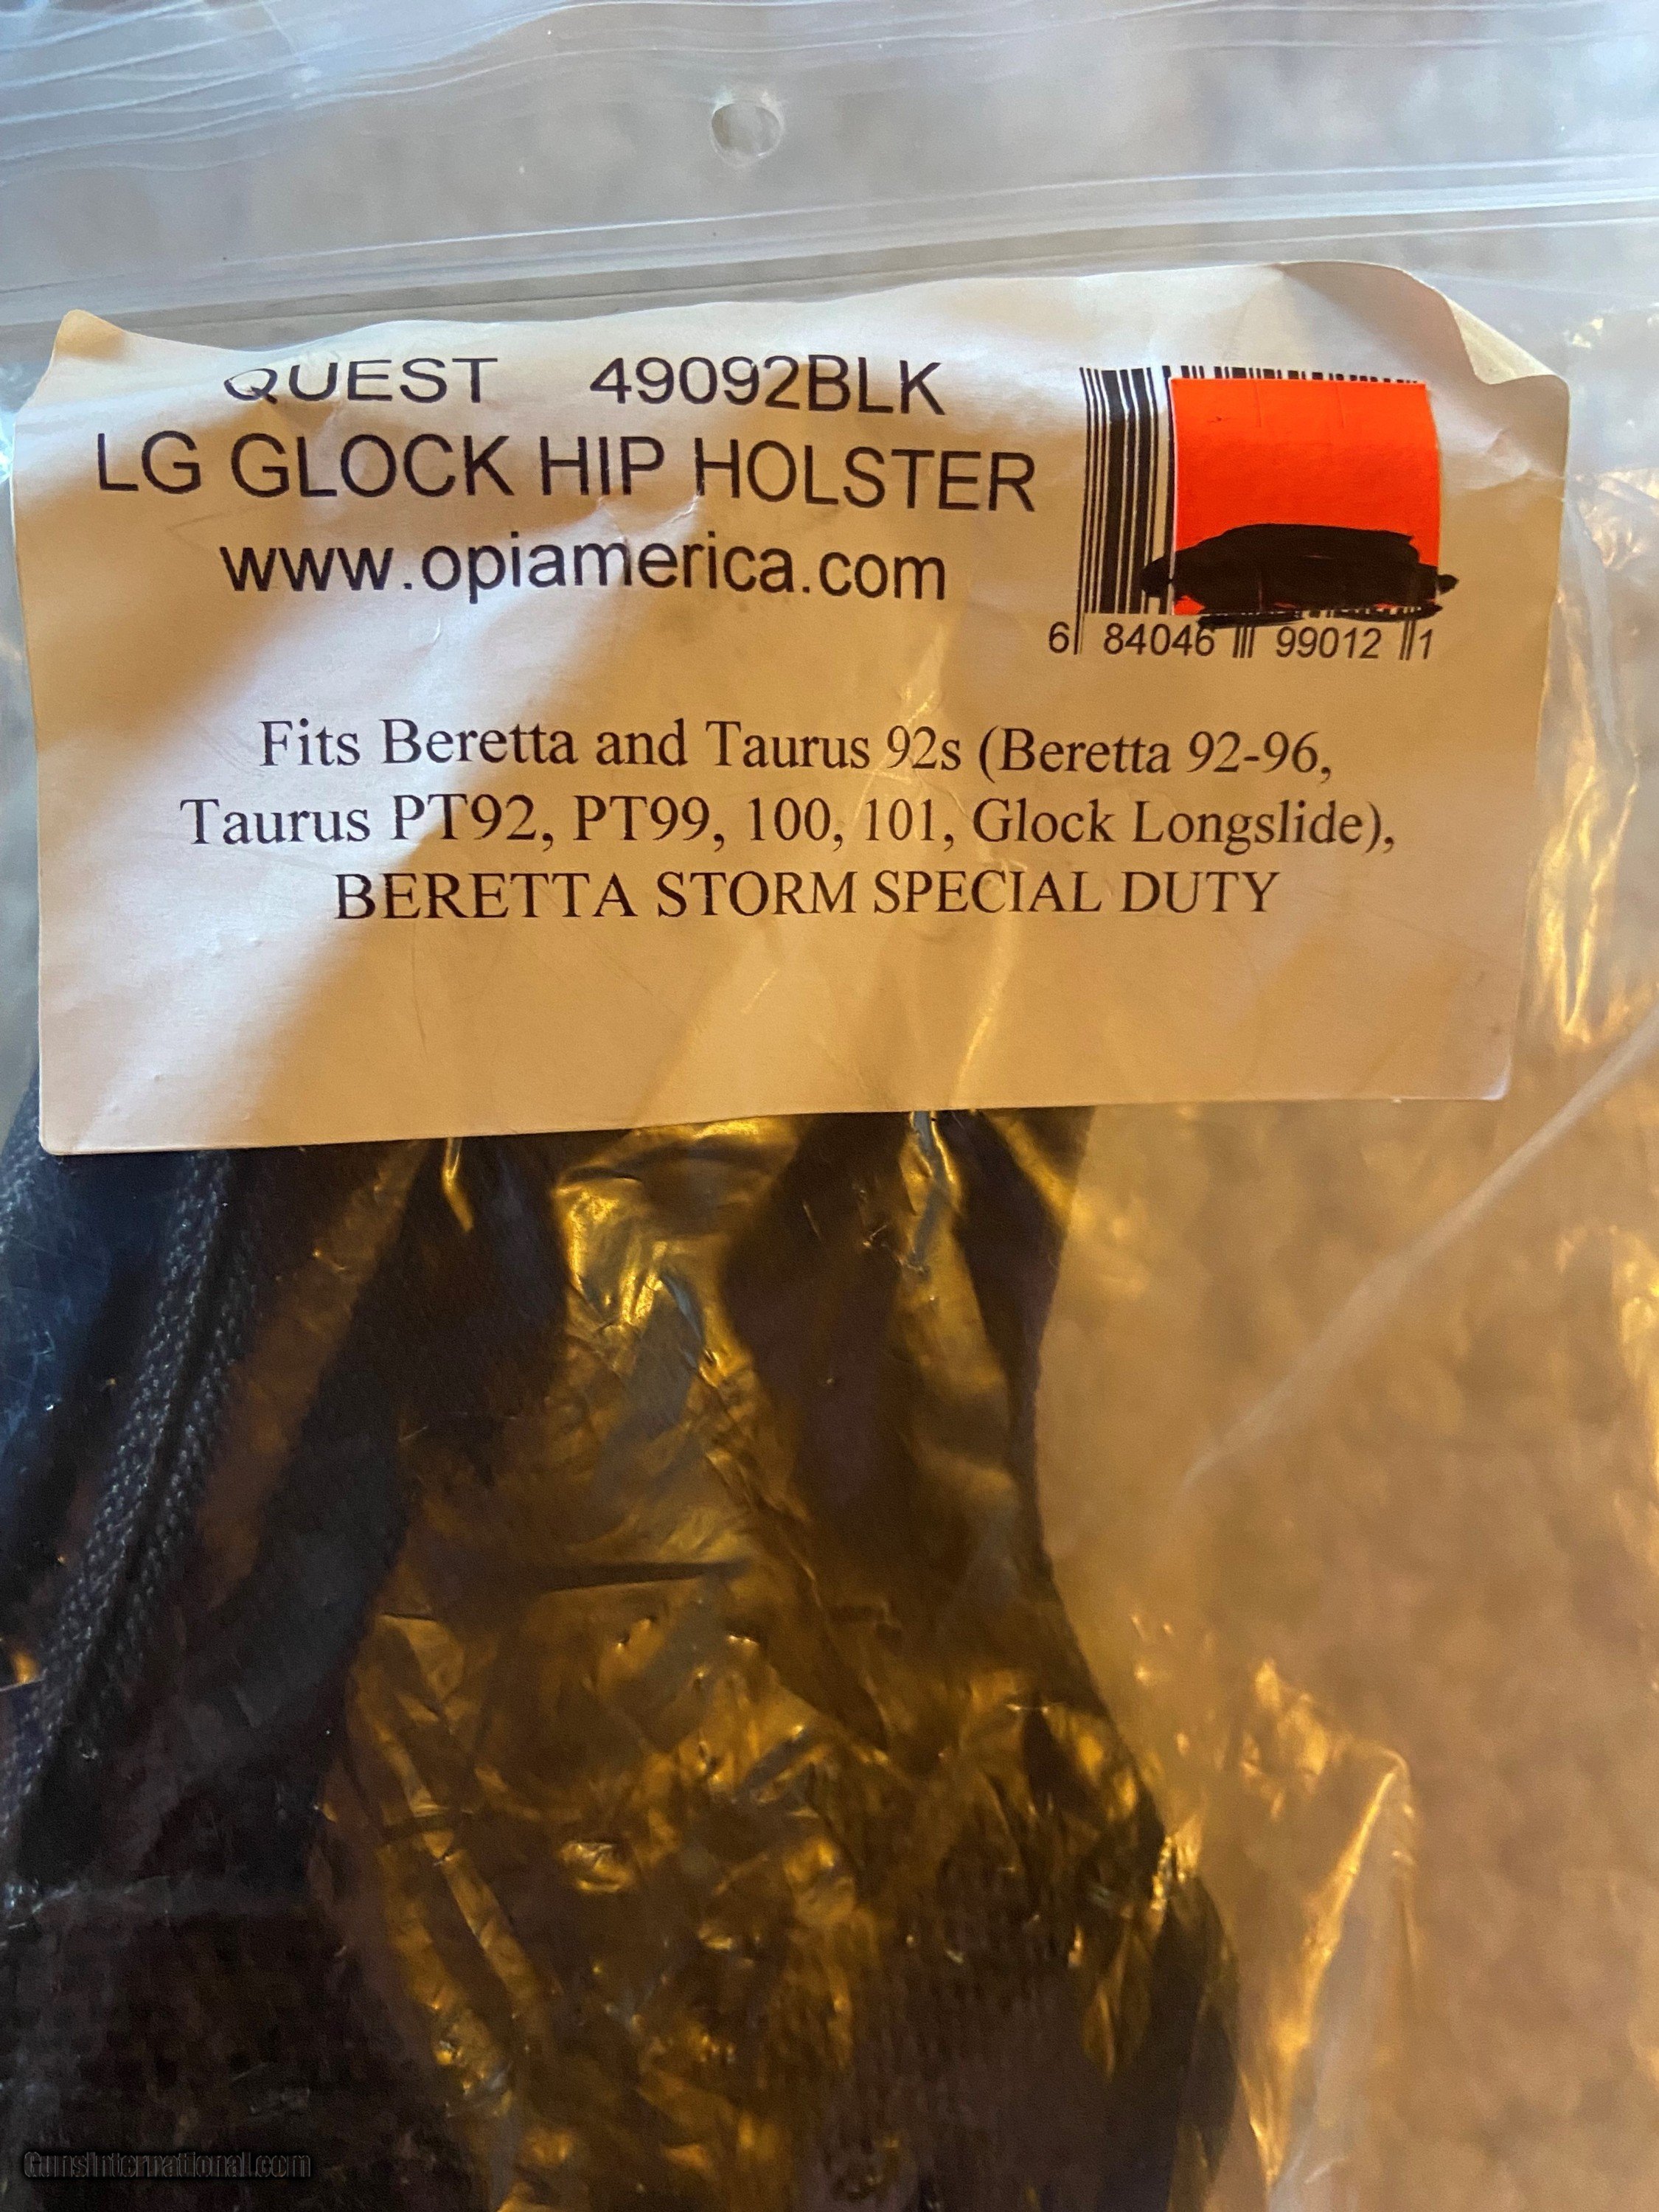 QUEST 49092BLK
LG GLOCK HIP HOLSTER
www.opiamerica.com
6 84046 99012 1
Fits Beretta and Taurus 92s (Beretta 92-96,
Taurus PT92, PT99, 100, 101, Glock Longslide),
BERETTA STORM SPECIAL DUTY
GunsInternational.com